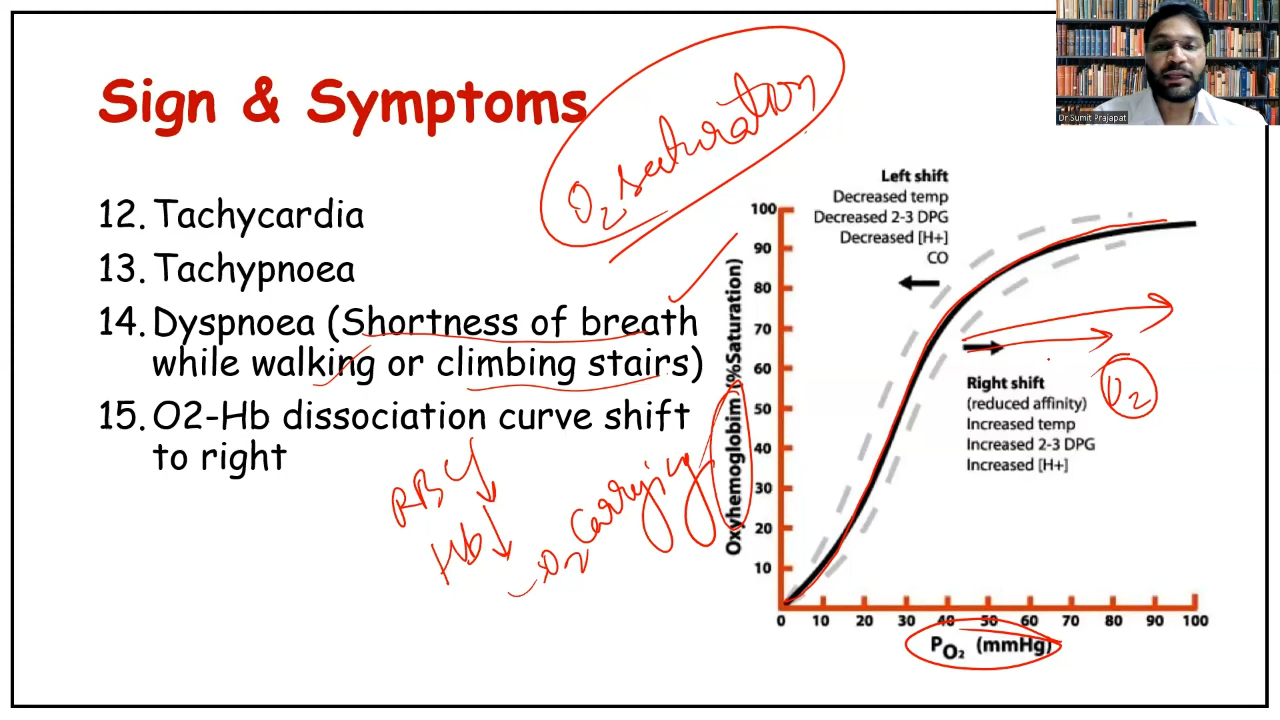 Sign & Symptoms
O2 saturation
12. Tachycardia
13. Tachypnoea
14. Dyspnoea (Shortness of breath
while walking or climbing stairs)
15. O2-Hb dissociation curve shift
to right
RBC
Hb
O2 Carrying
Dr Sumit Prajapat
Left shift
Decreased temp
Decreased 2-3 DPG
Decreased [H+]
CO
Oxyhemoglobim (%Saturation)
100
90
80
70
60
50
40
30
20
10
Right shift
(reduced affinity)
Increased temp
Increased 2-3 DPG
Increased [H+]
O2
0 10 20 30 40 50 60 70 80 90 100
PO2 (mmHg)